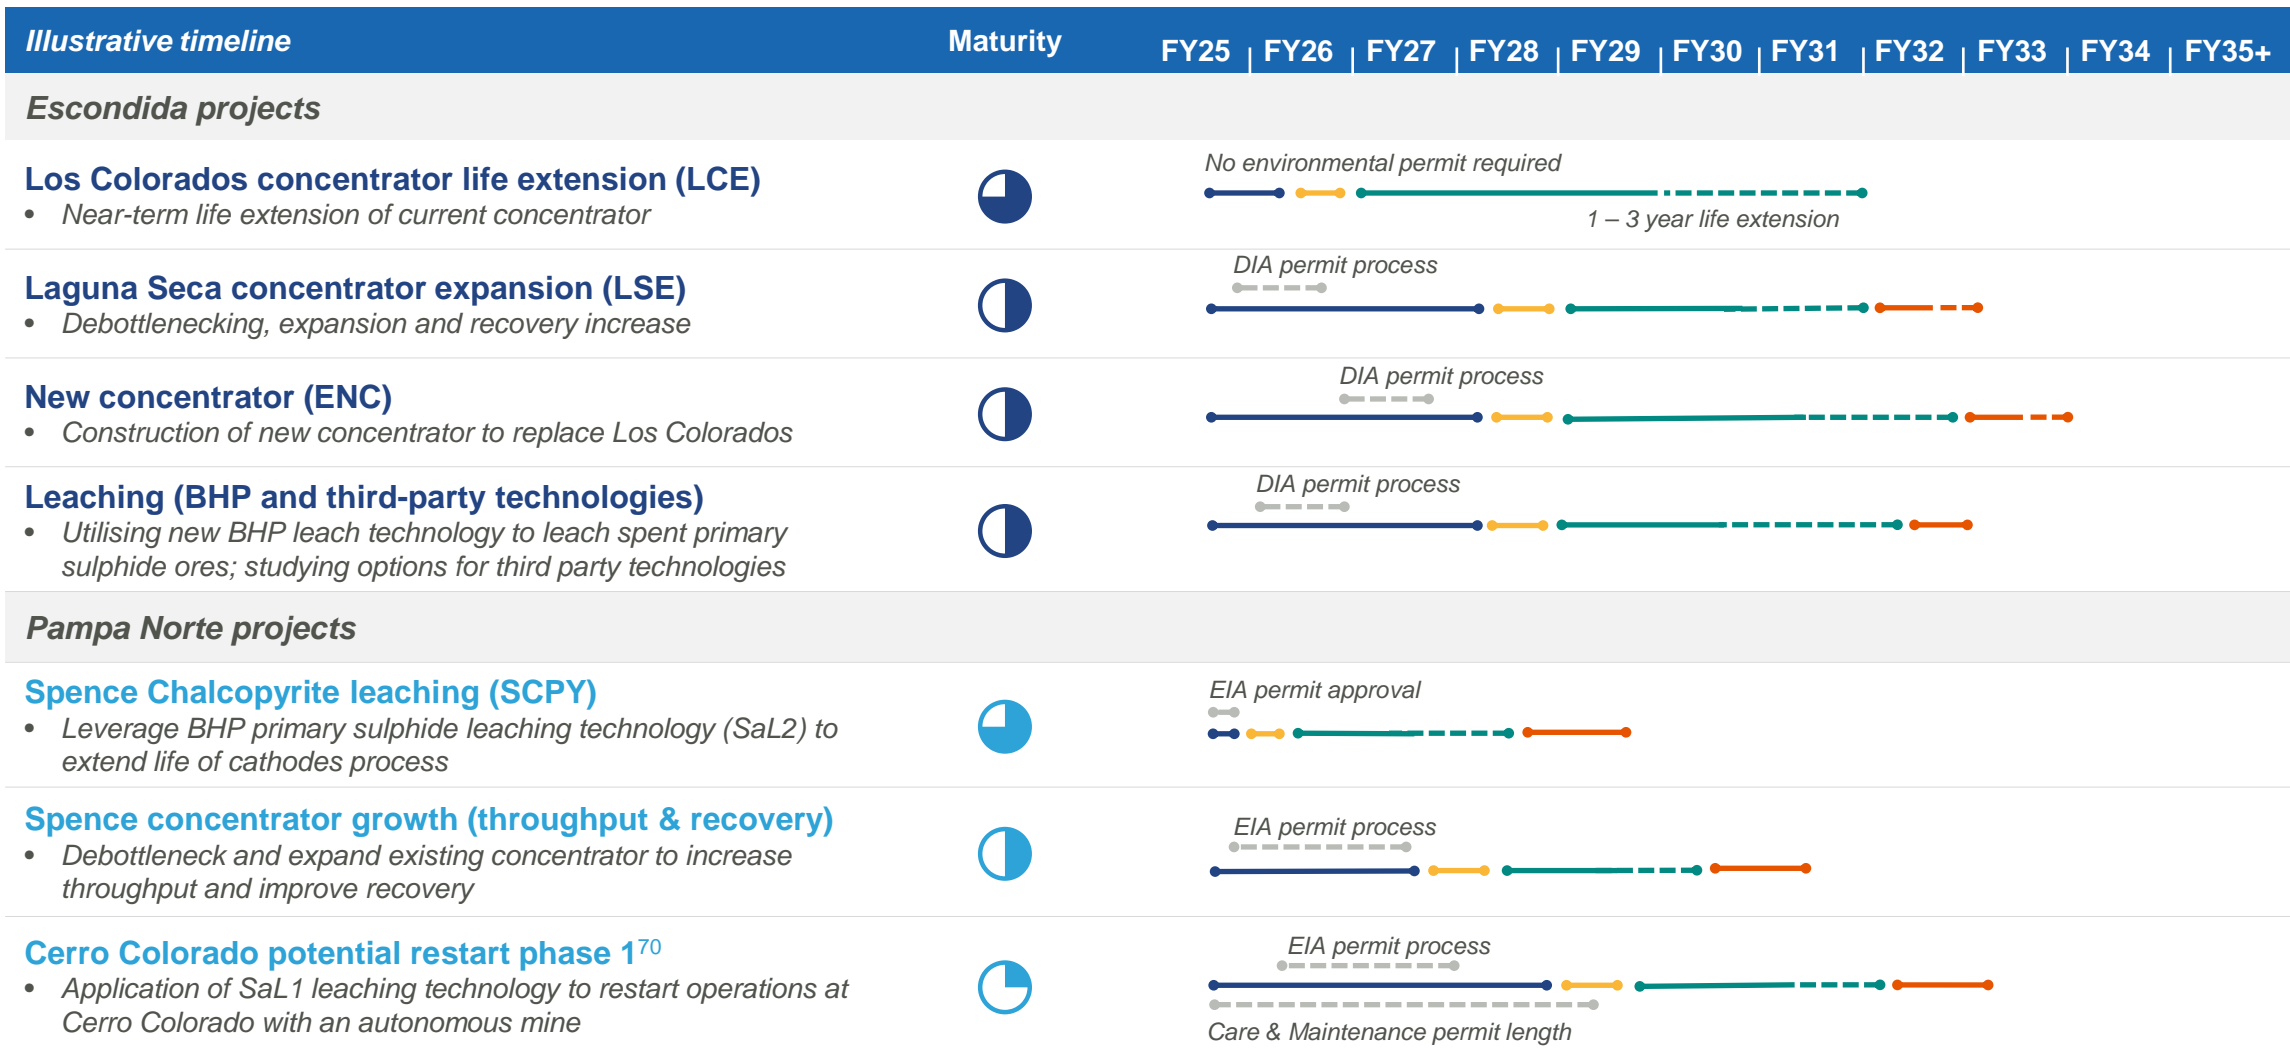 Illustrative timeline Maturity FY25 FY26 FY27 FY28 FY29 FY30 FY31 FY32 FY33 FY34 FY35+
Escondida projects
Los Colorados concentrator life extension (LCE)
• Near-term life extension of current concentrator
No environmental permit required
1 – 3 year life extension
Laguna Seca concentrator expansion (LSE)
• Debottlenecking, expansion and recovery increase
DIA permit process
New concentrator (ENC)
• Construction of new concentrator to replace Los Colorados
DIA permit process
Leaching (BHP and third-party technologies)
• Utilising new BHP leach technology to leach spent primary
sulphide ores; studying options for third party technologies
DIA permit process
Pampa Norte projects
Spence Chalcopyrite leaching (SCPY)
• Leverage BHP primary sulphide leaching technology (SaL2) to
extend life of cathodes process
EIA permit approval
Spence concentrator growth (throughput & recovery)
• Debottleneck and expand existing concentrator to increase
throughput and improve recovery
EIA permit process
Cerro Colorado potential restart phase 1⁷⁰
• Application of SaL1 leaching technology to restart operations at
Cerro Colorado with an autonomous mine
EIA permit process
Care & Maintenance permit length